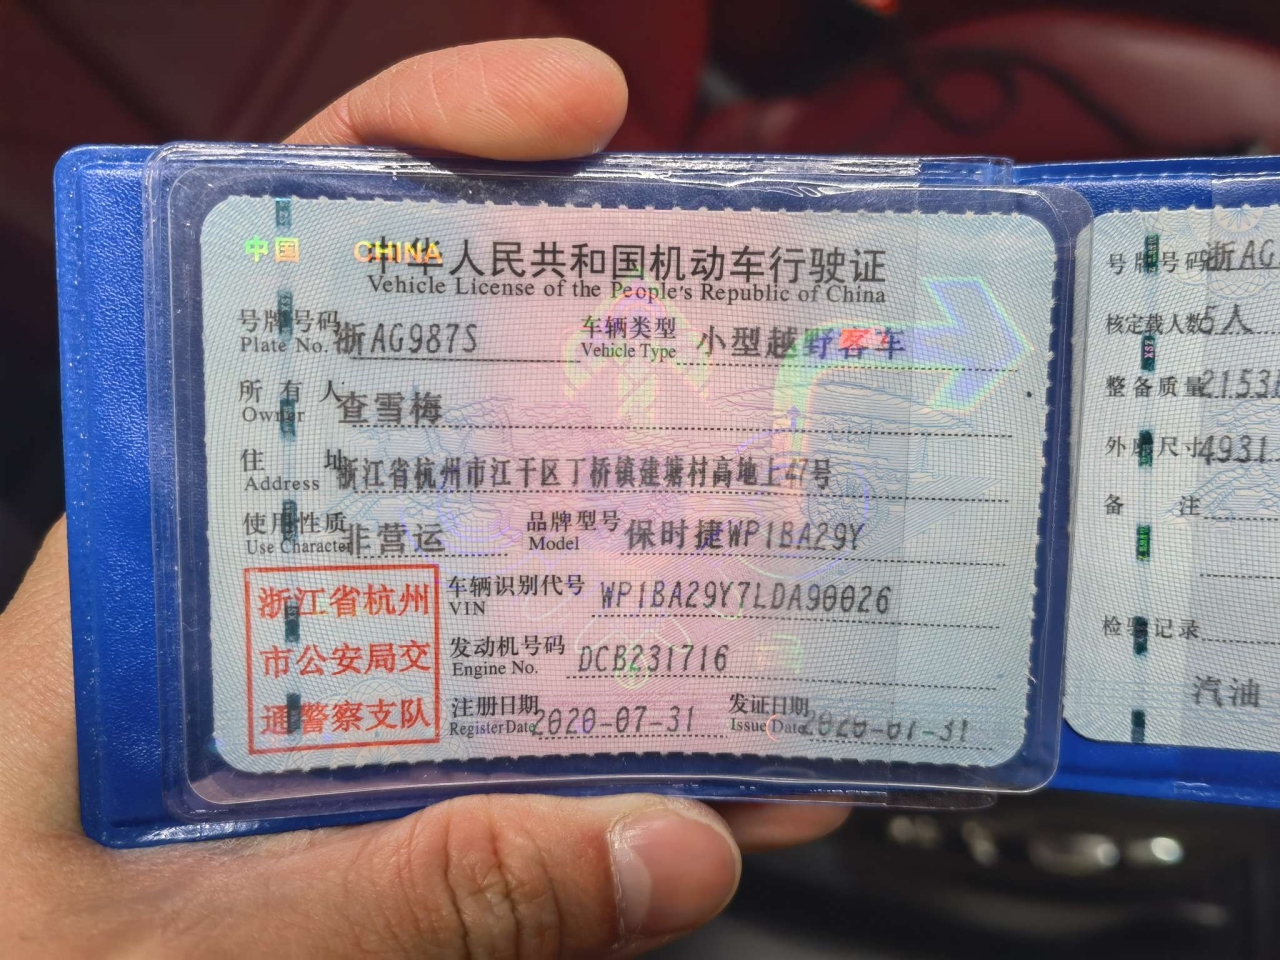 中国 CHINA
中华人民共和国机动车行驶证
Vehicle License of the People's Republic of China
号牌号码 浙AG987S 车辆类型 小型越野客车
Plate No. Vehicle Type
所有人 查雪梅
Owner
住址 浙江省杭州市江干区丁桥镇建塘村高地上47号
Address
使用性质 非营运 品牌型号 保时捷WP1BA29Y
Use Character Model
浙江省杭州
市公安局交
通警察支队
车辆识别代号 WP1BA29Y7LDA90026
VIN
发动机号码 DCB231716
Engine No.
注册日期 2020-07-31 发证日期 2020-07-31
Register Date Issue Date
号牌号码 浙AG
核定载人数 5人
整备质量 2153
外廓尺寸 4931
备注
检验记录
汽油